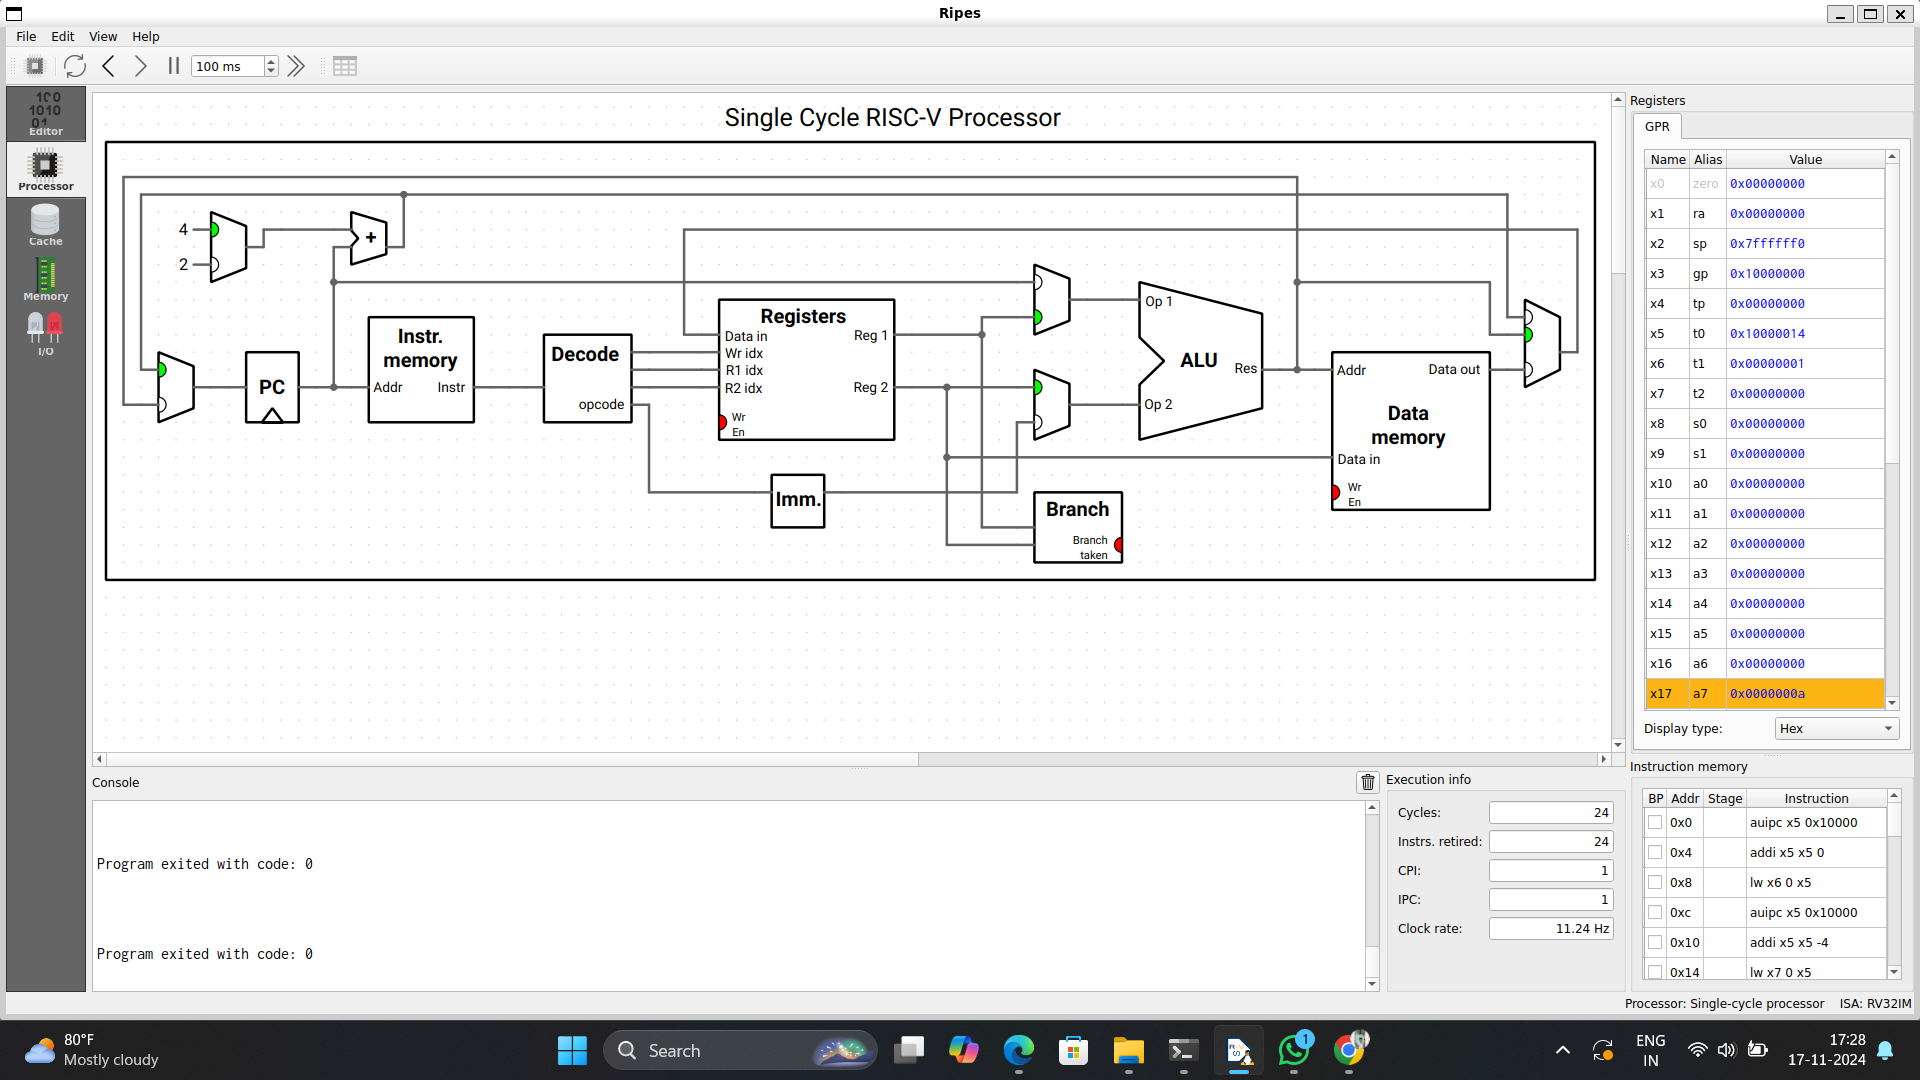 Ripes
File Edit View Help
100 ms
Editor
Processor
Cache
Memory
I/O
Single Cycle RISC-V Processor
4
2
+
PC
Instr. memory
Addr Instr
Decode
opcode
Registers
Data in Reg 1
Wr idx
R1 idx
R2 idx Reg 2
Wr En
Imm.
Op 1
ALU
Res
Op 2
Branch
Branch taken
Addr Data out
Data memory
Data in
Wr En
Registers
GPR
Name Alias Value
x0 zero 0x00000000
x1 ra 0x00000000
x2 sp 0x7ffffff0
x3 gp 0x10000000
x4 tp 0x00000000
x5 t0 0x10000014
x6 t1 0x00000001
x7 t2 0x00000000
x8 s0 0x00000000
x9 s1 0x00000000
x10 a0 0x00000000
x11 a1 0x00000000
x12 a2 0x00000000
x13 a3 0x00000000
x14 a4 0x00000000
x15 a5 0x00000000
x16 a6 0x00000000
x17 a7 0x0000000a
Display type: Hex
Console
Program exited with code: 0
Program exited with code: 0
Execution info
Cycles: 24
Instrs. retired: 24
CPI: 1
IPC: 1
Clock rate: 11.24 Hz
Instruction memory
BP Addr Stage Instruction
0x0 auipc x5 0x10000
0x4 addi x5 x5 0
0x8 lw x6 0 x5
0xc auipc x5 0x10000
0x10 addi x5 x5 -4
0x14 lw x7 0 x5
Processor: Single-cycle processor ISA: RV32IM
80°F
Mostly cloudy
Search
1
ENG
IN
17:28
17-11-2024